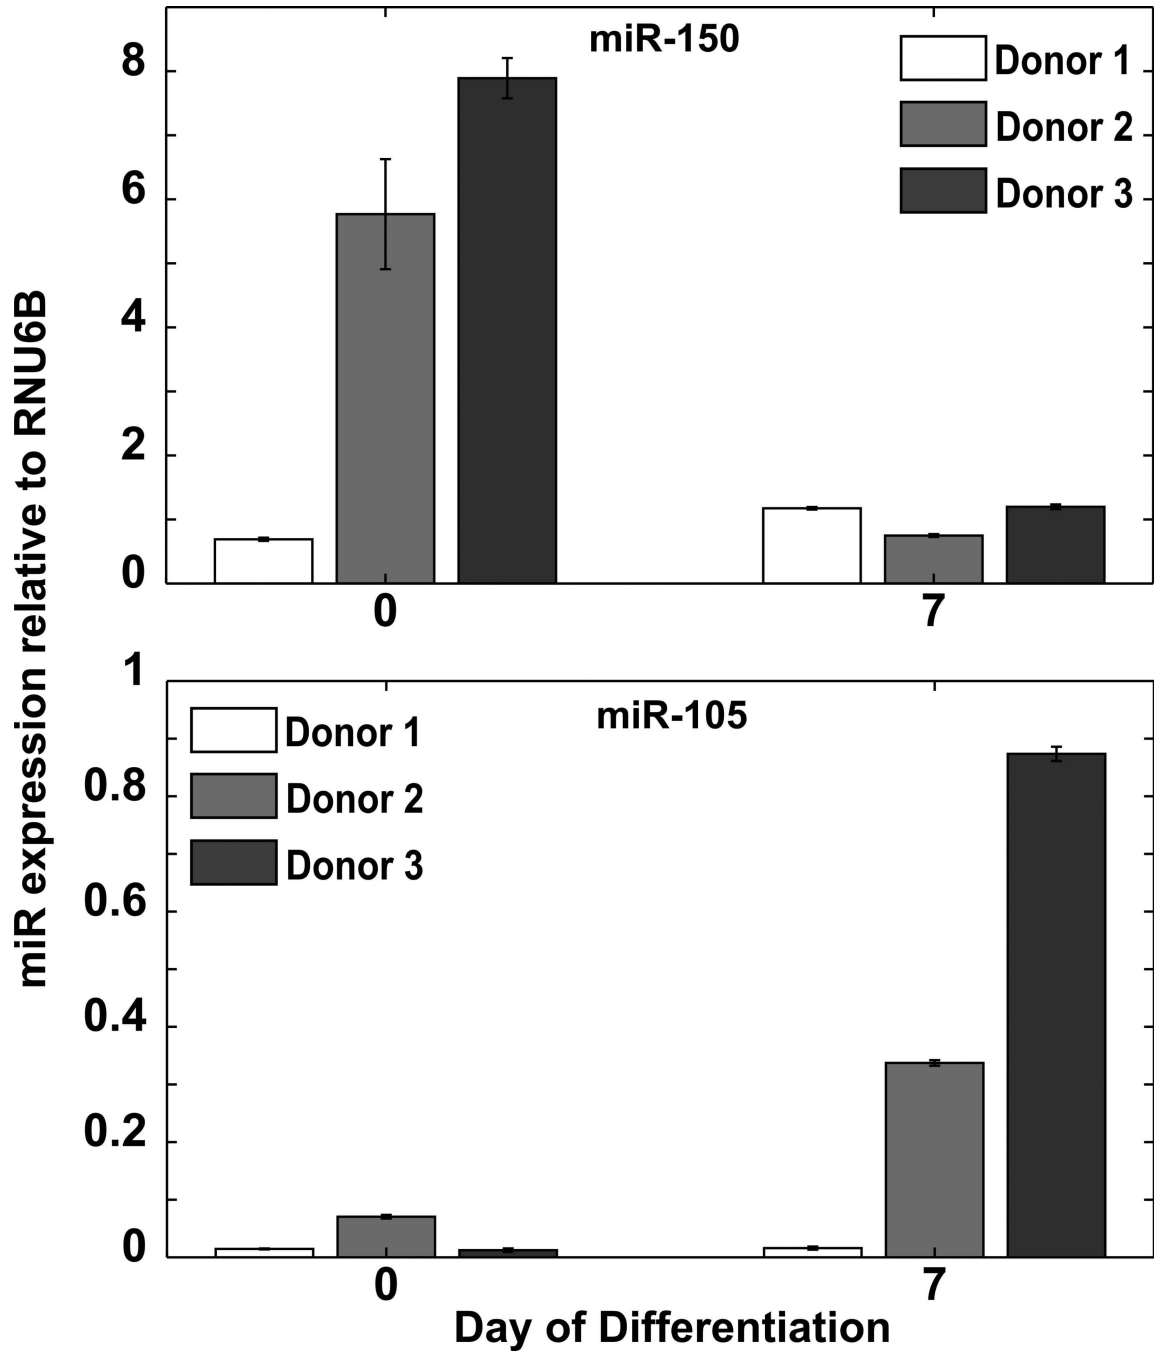 miR expression relative to RNU6B
miR-150
Donor 1
Donor 2
Donor 3
8
6
4
2
0
0
7
miR-105
Donor 1
Donor 2
Donor 3
1
0.8
0.6
0.4
0.2
0
0
7
Day of Differentiation